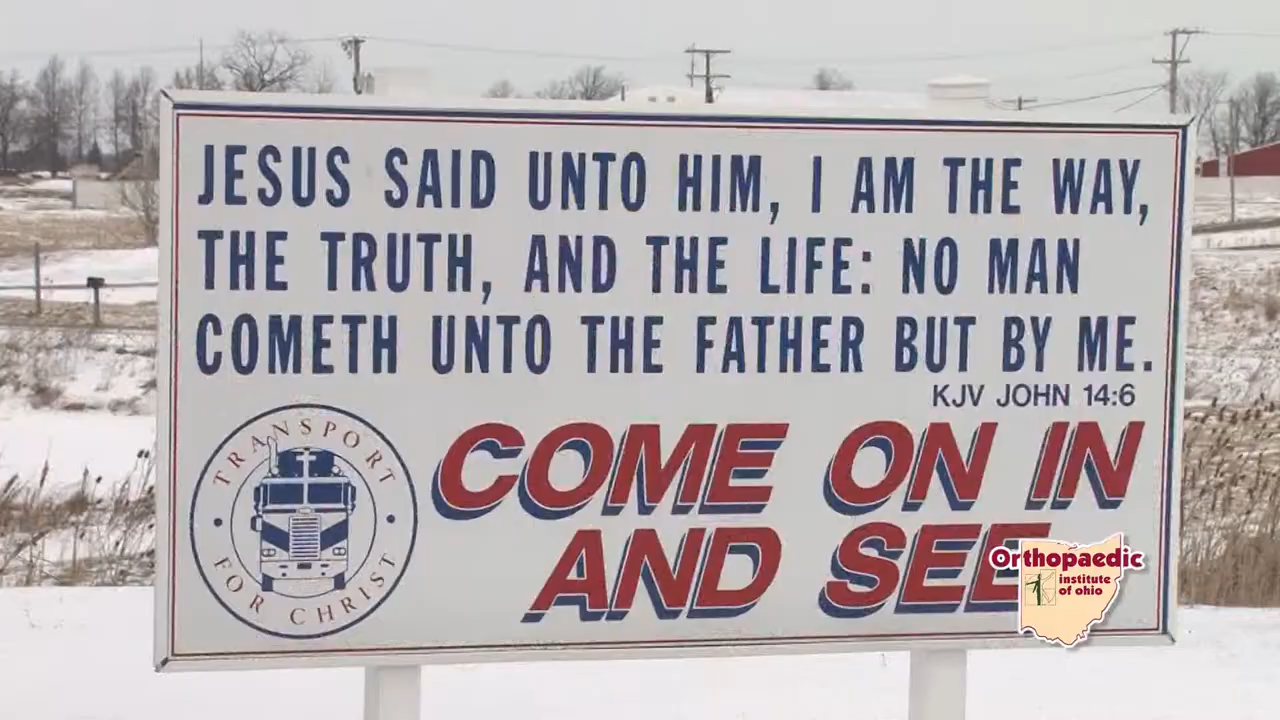 JESUS SAID UNTO HIM, I AM THE WAY,
THE TRUTH, AND THE LIFE: NO MAN
COMETH UNTO THE FATHER BUT BY ME.
KJV JOHN 14:6
TRANSPORT
FOR CHRIST
COME ON IN
AND SEE
Orthopaedic
institute
of ohio